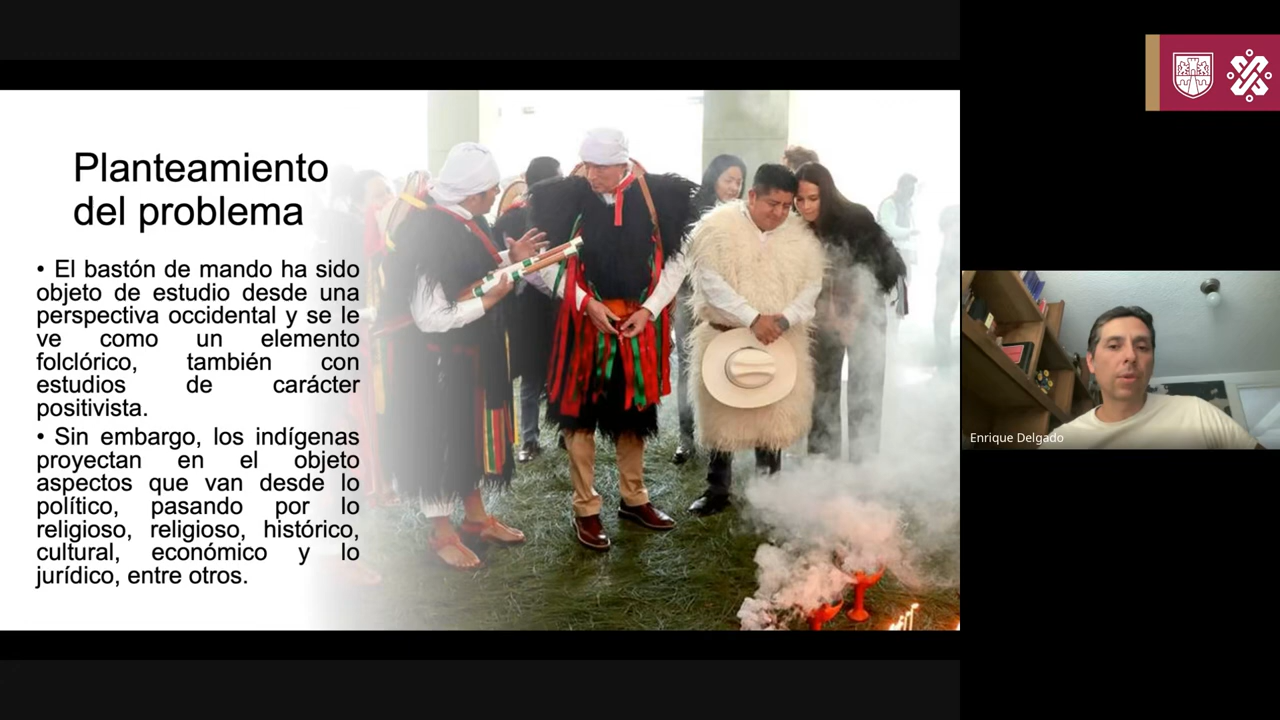 Planteamiento
del problema
• El bastón de mando ha sido
objeto de estudio desde una
perspectiva occidental y se le
ve como un elemento
folclórico, también con
estudios de carácter
positivista.
• Sin embargo, los indígenas
proyectan en el objeto
aspectos que van desde lo
político, pasando por lo
religioso, religioso, histórico,
cultural, económico y lo
jurídico, entre otros.
Enrique Delgado